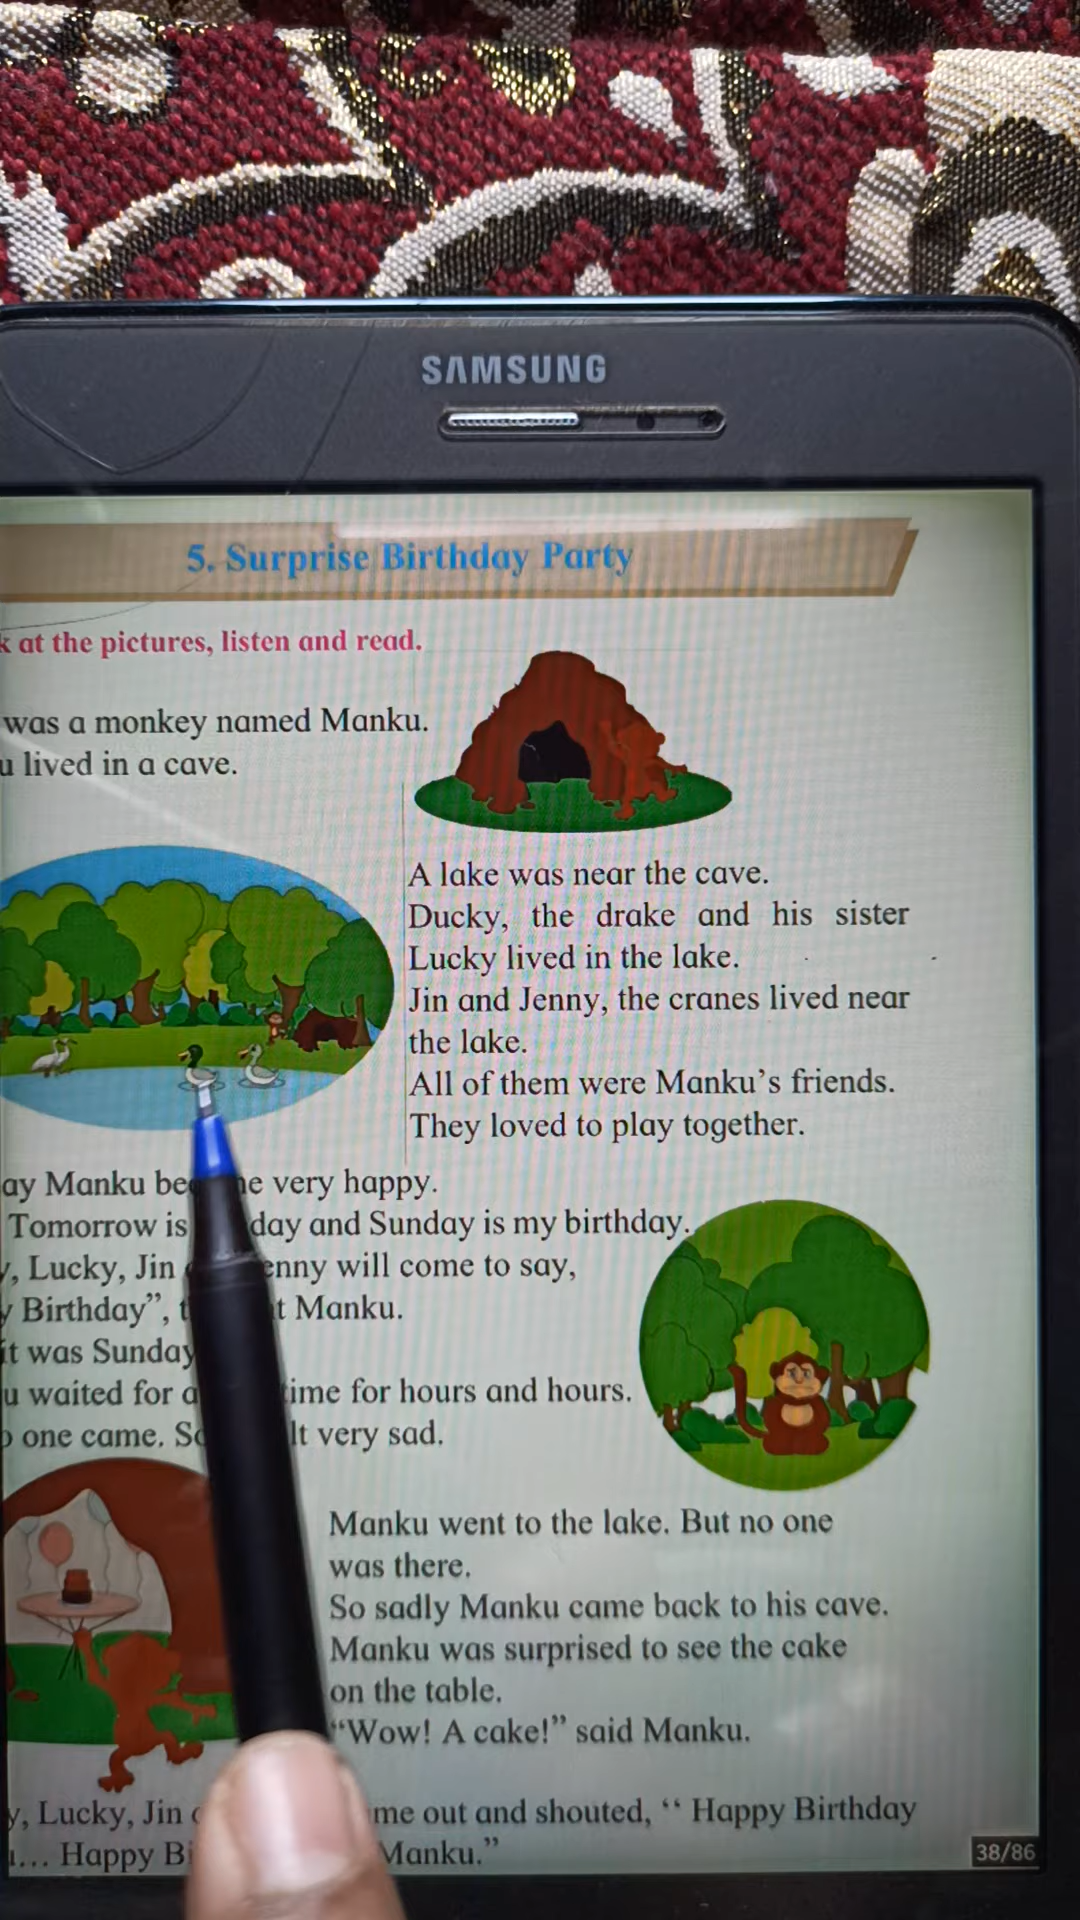 SAMSUNG
5. Surprise Birthday Party
at the pictures, listen and read.
was a monkey named Manku.
lived in a cave.
A lake was near the cave.
Ducky, the drake and his sister
Lucky lived in the lake.
Jin and Jenny, the cranes lived near
the lake.
All of them were Manku's friends.
They loved to play together.
Manku very happy.
Tomorrow is and Sunday is my birthday.
Lucky, Jin will come to say,
Birthday”, Manku.
it was Sunday
waited for for hours and hours.
one came. very sad.
Manku went to the lake. But no one
was there.
So sadly Manku came back to his cave.
Manku was surprised to see the cake
on the table.
“Wow! A cake!” said Manku.
Lucky, Jin out and shouted, “ Happy Birthday
... Happy Manku.”
38/86